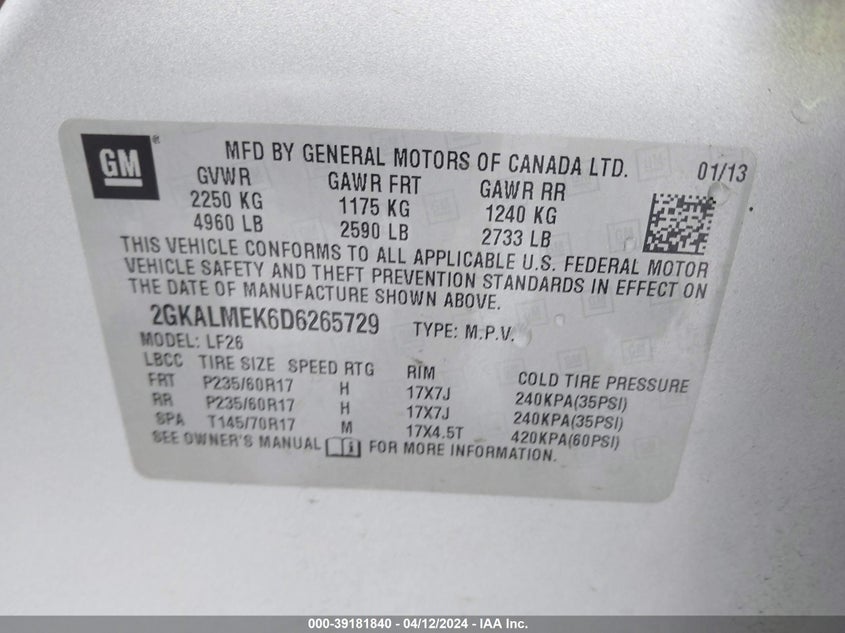 GM®
MFD BY GENERAL MOTORS OF CANADA LTD.
01/13
GVWR GAWR FRT GAWR RR
2250 KG 1175 KG 1240 KG
4960 LB 2590 LB 2733 LB
THIS VEHICLE CONFORMS TO ALL APPLICABLE U.S. FEDERAL MOTOR
VEHICLE SAFETY AND THEFT PREVENTION STANDARDS IN EFFECT ON
THE DATE OF MANUFACTURE SHOWN ABOVE.
2GKALMEK6D6265729 TYPE: M.P.V.
MODEL: LF26
LBCC TIRE SIZE SPEED RTG RIM COLD TIRE PRESSURE
FRT P235/60R17 H 17X7J 240KPA(35PSI)
RR P235/60R17 H 17X7J 240KPA(35PSI)
SPA T145/70R17 M 17X4.5T 420KPA(60PSI)
SEE OWNER'S MANUAL FOR MORE INFORMATION.
000-39181840 - 04/12/2024 - IAA Inc.